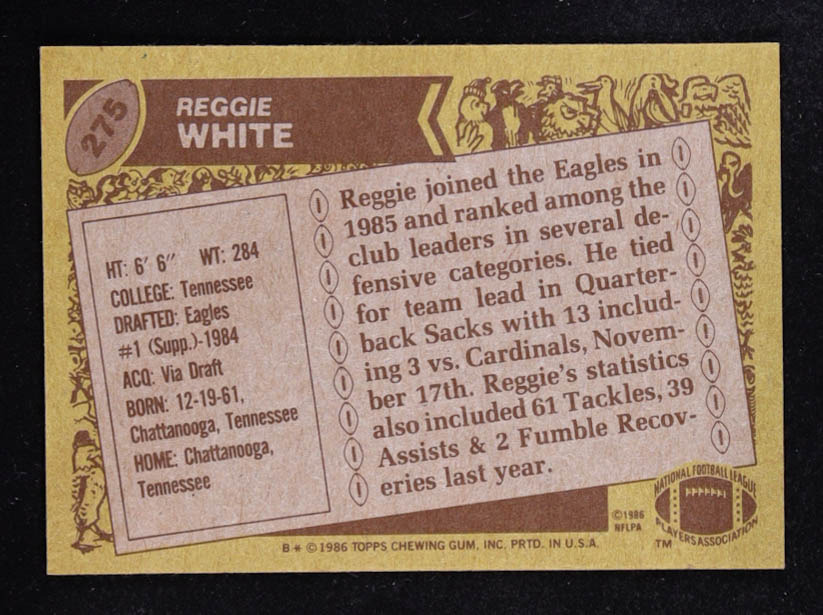 275
REGGIE
WHITE
HT: 6′ 6″ WT: 284
COLLEGE: Tennessee
DRAFTED: Eagles
#1 (Supp.)-1984
ACQ: Via Draft
BORN: 12-19-61,
Chattanooga, Tennessee
HOME: Chattanooga,
Tennessee
Reggie joined the Eagles in
1985 and ranked among the
club leaders in several de-
fensive categories. He tied
for team lead in Quarter-
back Sacks with 13 includ-
ing 3 vs. Cardinals, Novem-
ber 17th. Reggie's statistics
also included 61 Tackles, 39
Assists & 2 Fumble Recov-
eries last year.
©1986
NFLPA
NATIONAL FOOTBALL LEAGUE
PLAYERS ASSOCIATION
TM
B* ©1986 TOPPS CHEWING GUM, INC. PRTD. IN U.S.A.